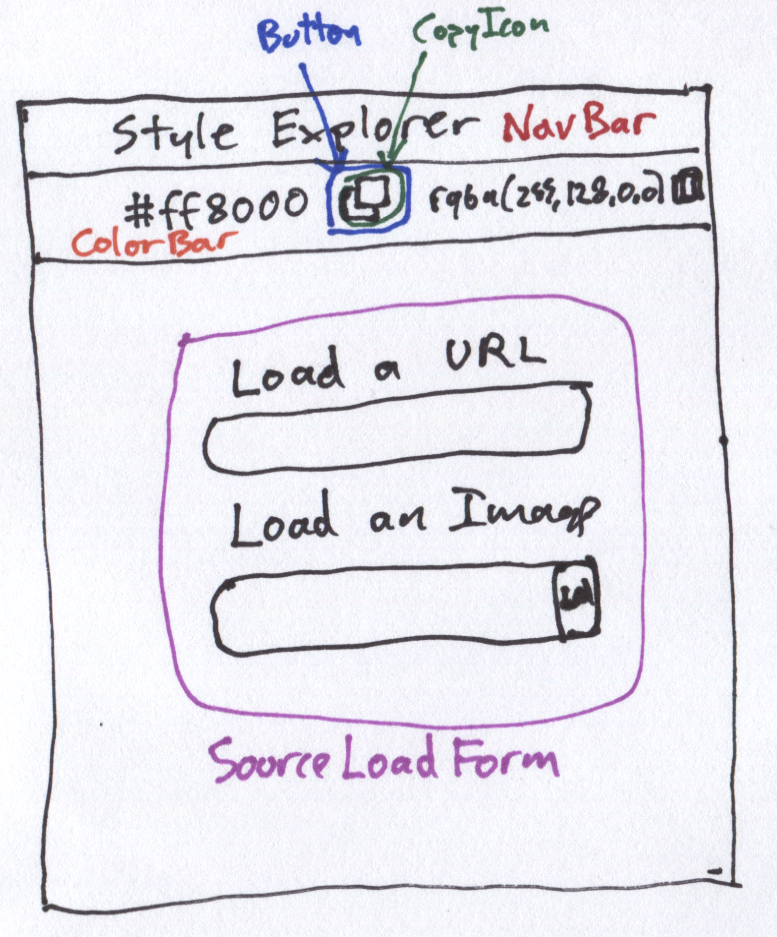 Button CopyIcon
Style Explorer NavBar
#ff8000 rgba(255,128,0,0)
ColorBar
Load a URL
Load an Image
Source Load Form